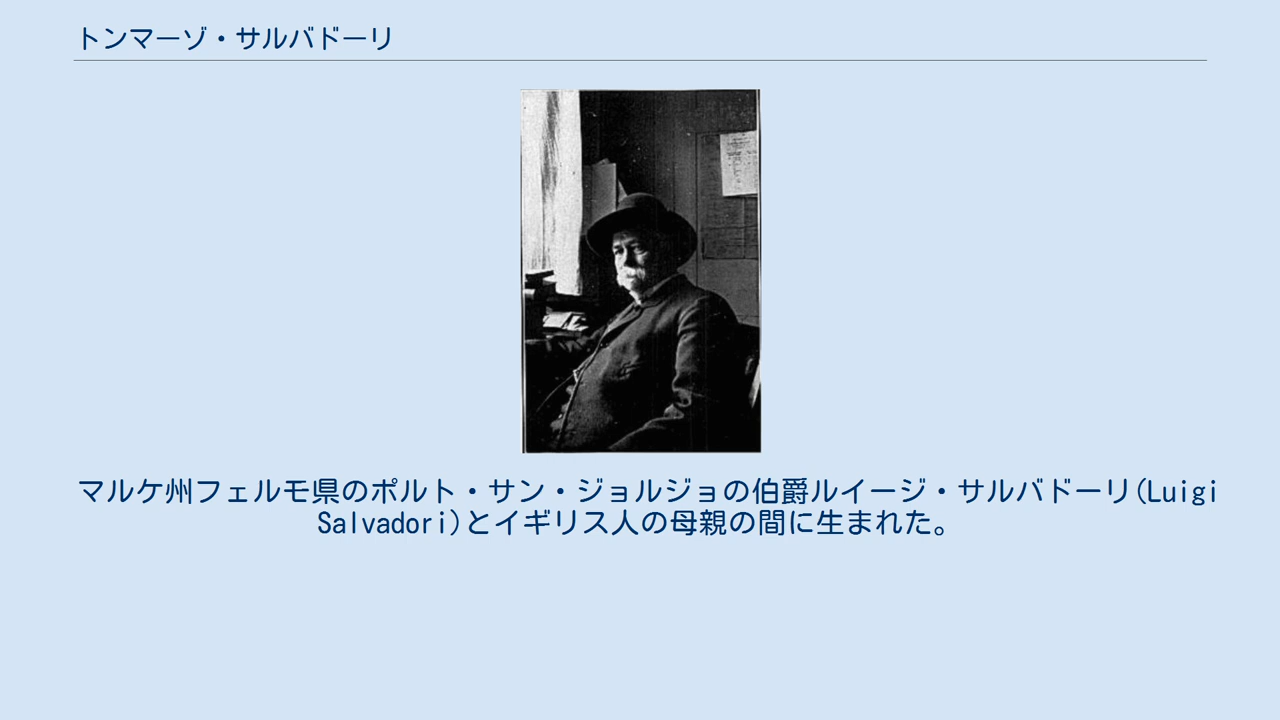 トンマーゾ・サルバドーリ
マルケ州フェルモ県のポルト・サン・ジョルジョの伯爵ルイージ・サルバドーリ(Luigi
Salvadori)とイギリス人の母親の間に生まれた。